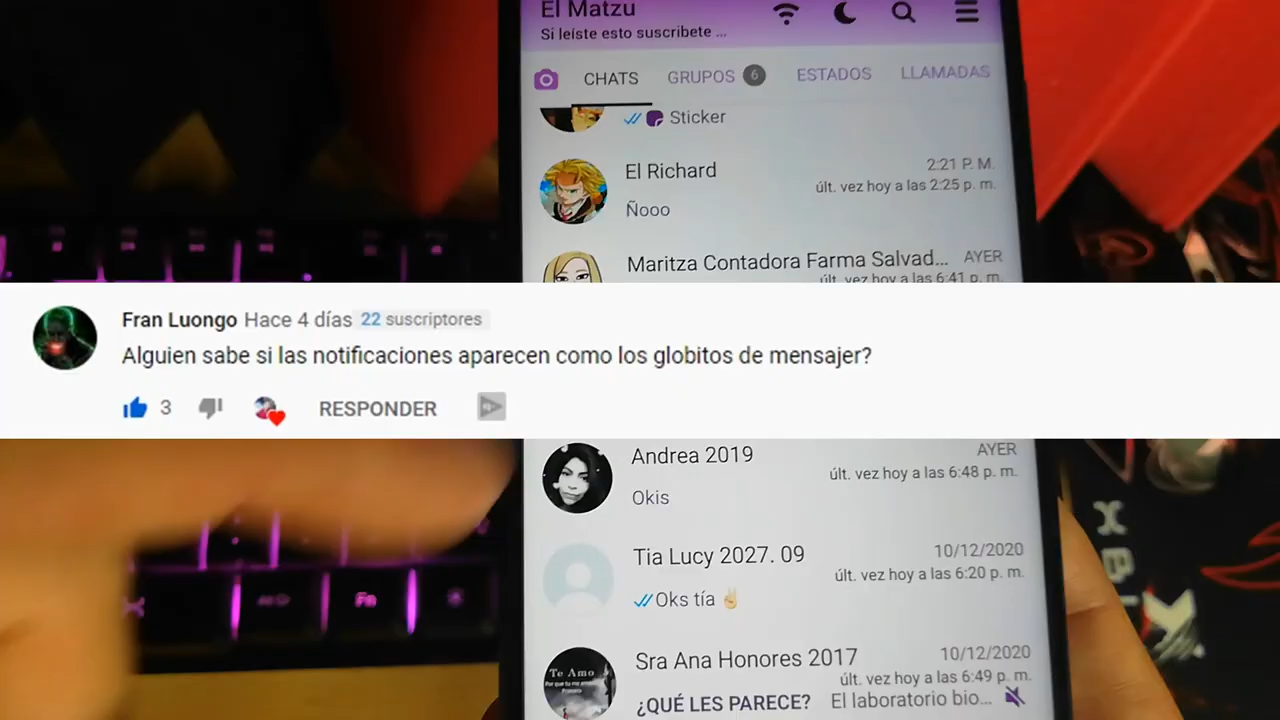 El Matzu
Si leíste esto suscribete ...
CHATS GRUPOS 6 ESTADOS LLAMADAS
Sticker
El Richard 2:21 P. M.
últ. vez hoy a las 2:25 p. m.
Ñooo
Maritza Contadora Farma Salvad... AYER
últ. vez hoy a las 6:41 p. m.
Fran Luongo Hace 4 días 22 suscriptores
Alguien sabe si las notificaciones aparecen como los globitos de mensajer?
3 RESPONDER
Andrea 2019 AYER
últ. vez hoy a las 6:48 p. m.
Okis
Tia Lucy 2027. 09 10/12/2020
últ. vez hoy a las 6:20 p. m.
Oks tía ✌🏼
Sra Ana Honores 2017 10/12/2020
últ. vez hoy a las 6:49 p. m.
¿QUÉ LES PARECE? El laboratorio bio...
Te Amo
Fn